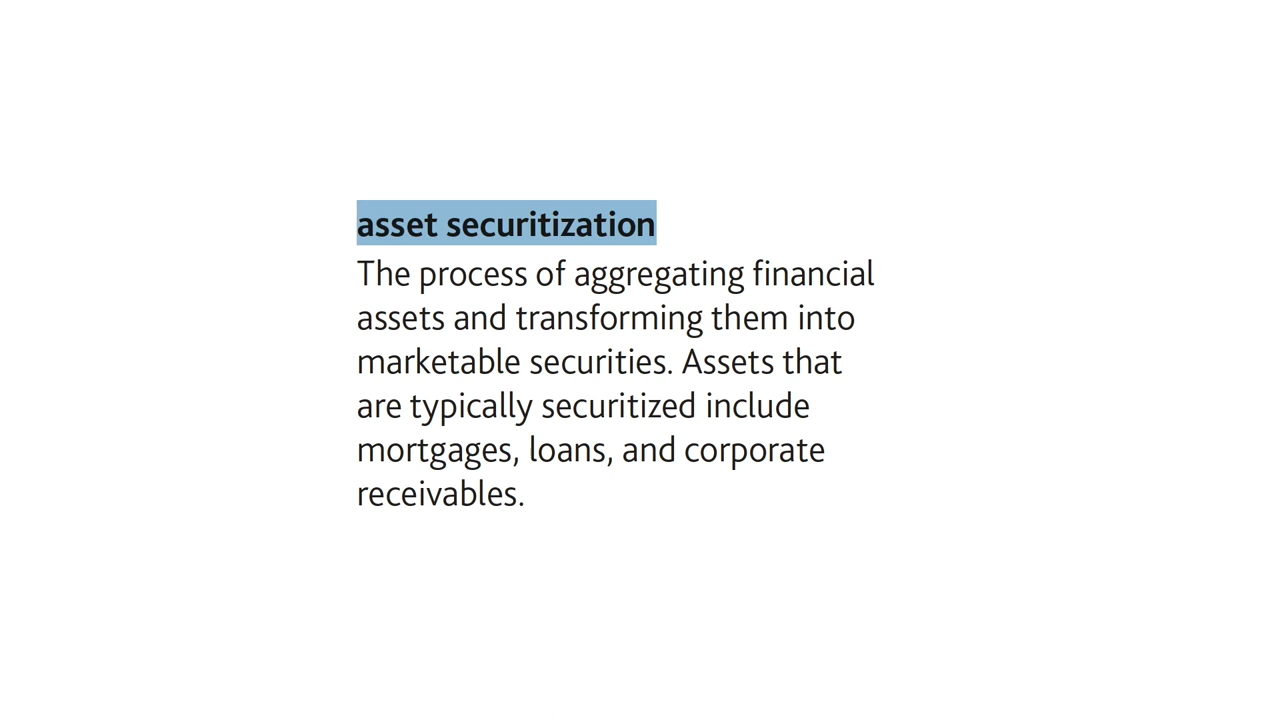 asset securitization
The process of aggregating financial
assets and transforming them into
marketable securities. Assets that
are typically securitized include
mortgages, loans, and corporate
receivables.